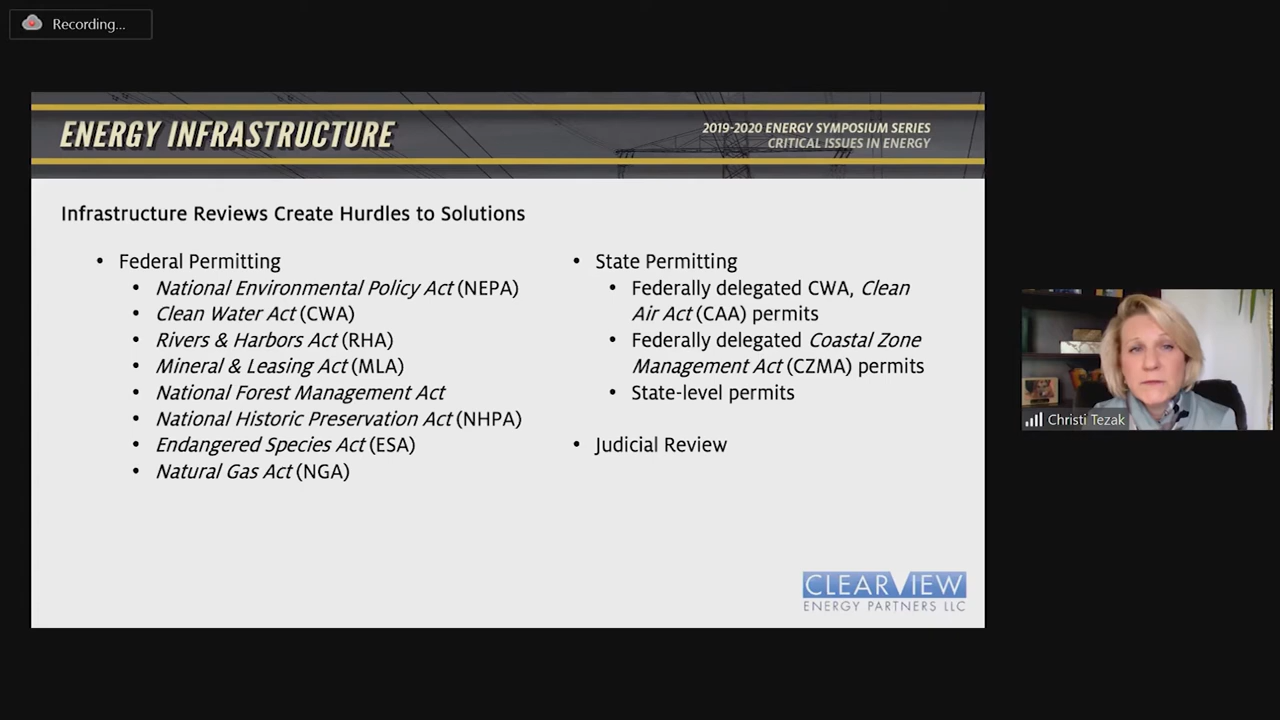 Recording...
ENERGY INFRASTRUCTURE
2019-2020 ENERGY SYMPOSIUM SERIES
CRITICAL ISSUES IN ENERGY
Infrastructure Reviews Create Hurdles to Solutions
• Federal Permitting
• National Environmental Policy Act (NEPA)
• Clean Water Act (CWA)
• Rivers & Harbors Act (RHA)
• Mineral & Leasing Act (MLA)
• National Forest Management Act
• National Historic Preservation Act (NHPA)
• Endangered Species Act (ESA)
• Natural Gas Act (NGA)
• State Permitting
• Federally delegated CWA, Clean
Air Act (CAA) permits
• Federally delegated Coastal Zone
Management Act (CZMA) permits
• State-level permits
• Judicial Review
CLEARVIEW
ENERGY PARTNERS LLC
Christi Tezak